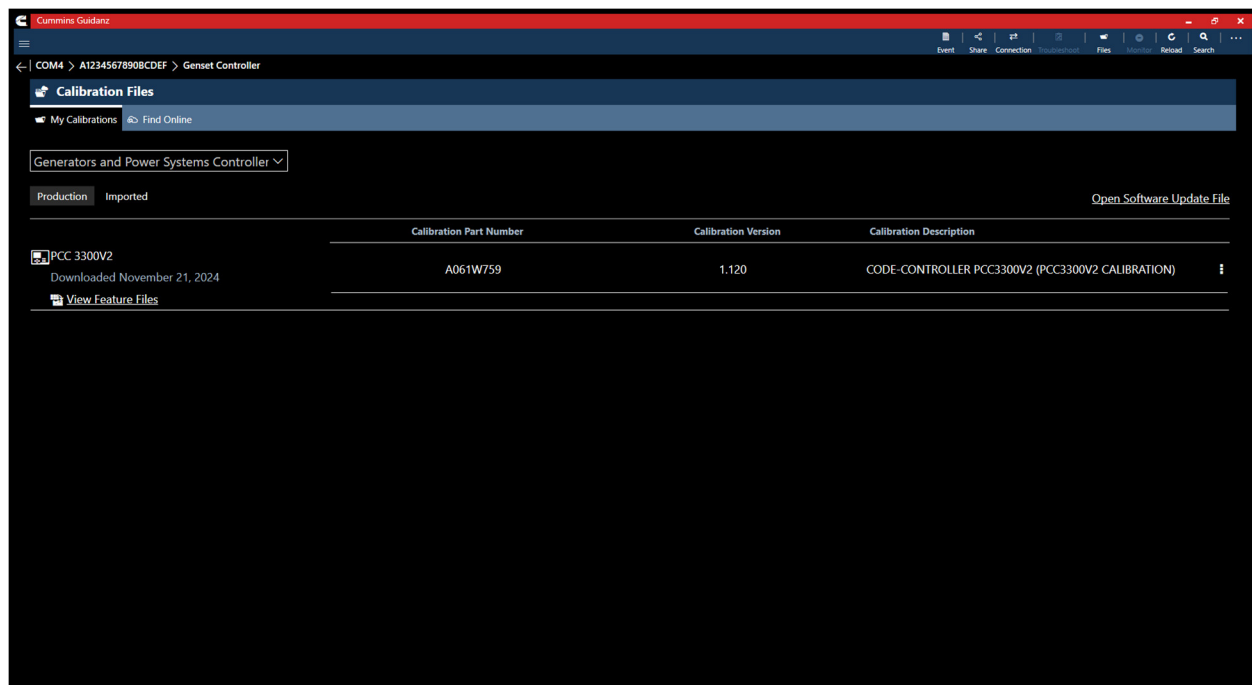 Cummins Guidanz
Event Share Connection Troubleshoot Files Monitor Reload Search
COM4 > A1234567890BCDEF > Genset Controller
Calibration Files
My Calibrations Find Online
Generators and Power Systems Controller
Production Imported Open Software Update File
Calibration Part Number Calibration Version Calibration Description
PCC 3300V2
Downloaded November 21, 2024
A061W759 1.120 CODE-CONTROLLER PCC3300V2 (PCC3300V2 CALIBRATION)
View Feature Files